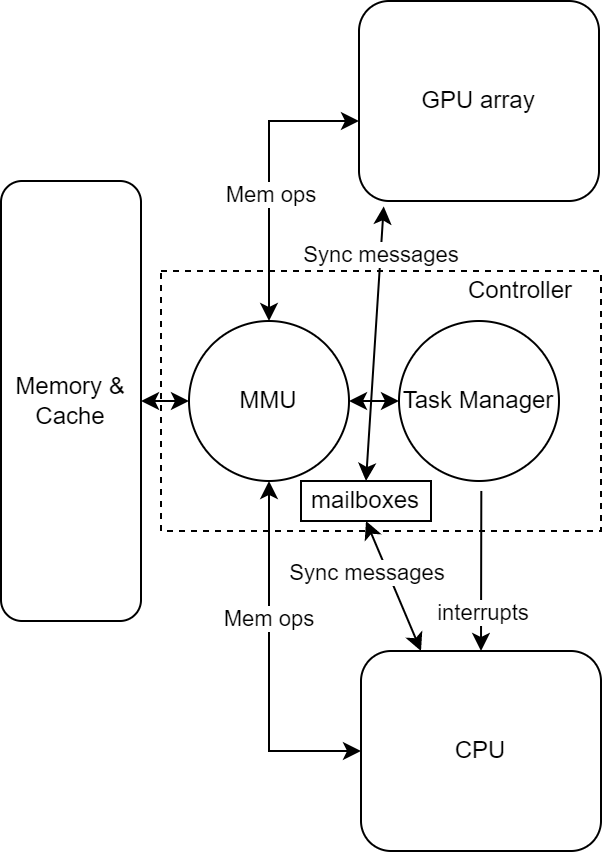 GPU array
Mem ops
Sync messages
Controller
Memory &
Cache
MMU
Task Manager
mailboxes
Sync messages
Mem ops
interrupts
CPU